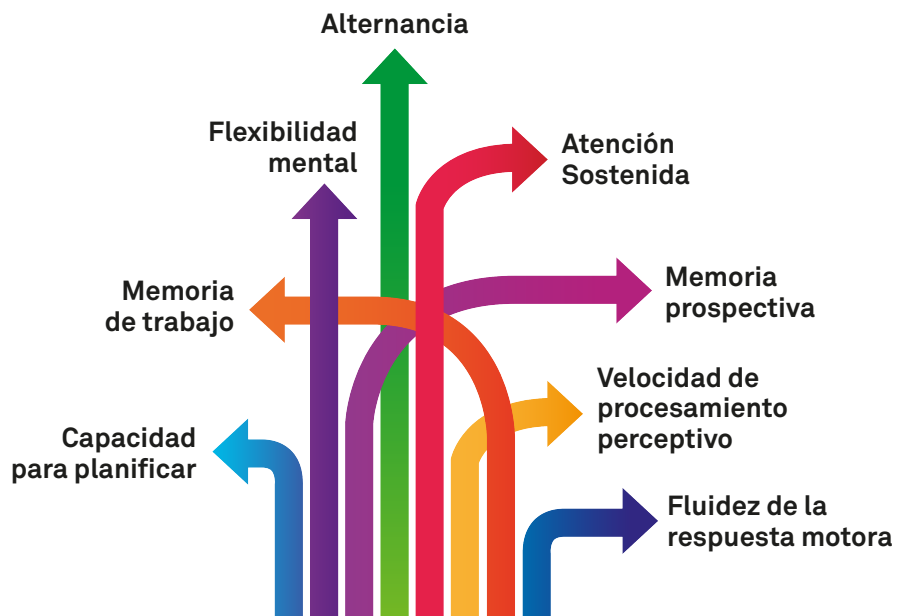 Alternancia
Flexibilidad
mental
Atención
Sostenida
Memoria
de trabajo
Memoria
prospectiva
Velocidad de
procesamiento
perceptivo
Capacidad
para planificar
Fluidez de la
respuesta motora